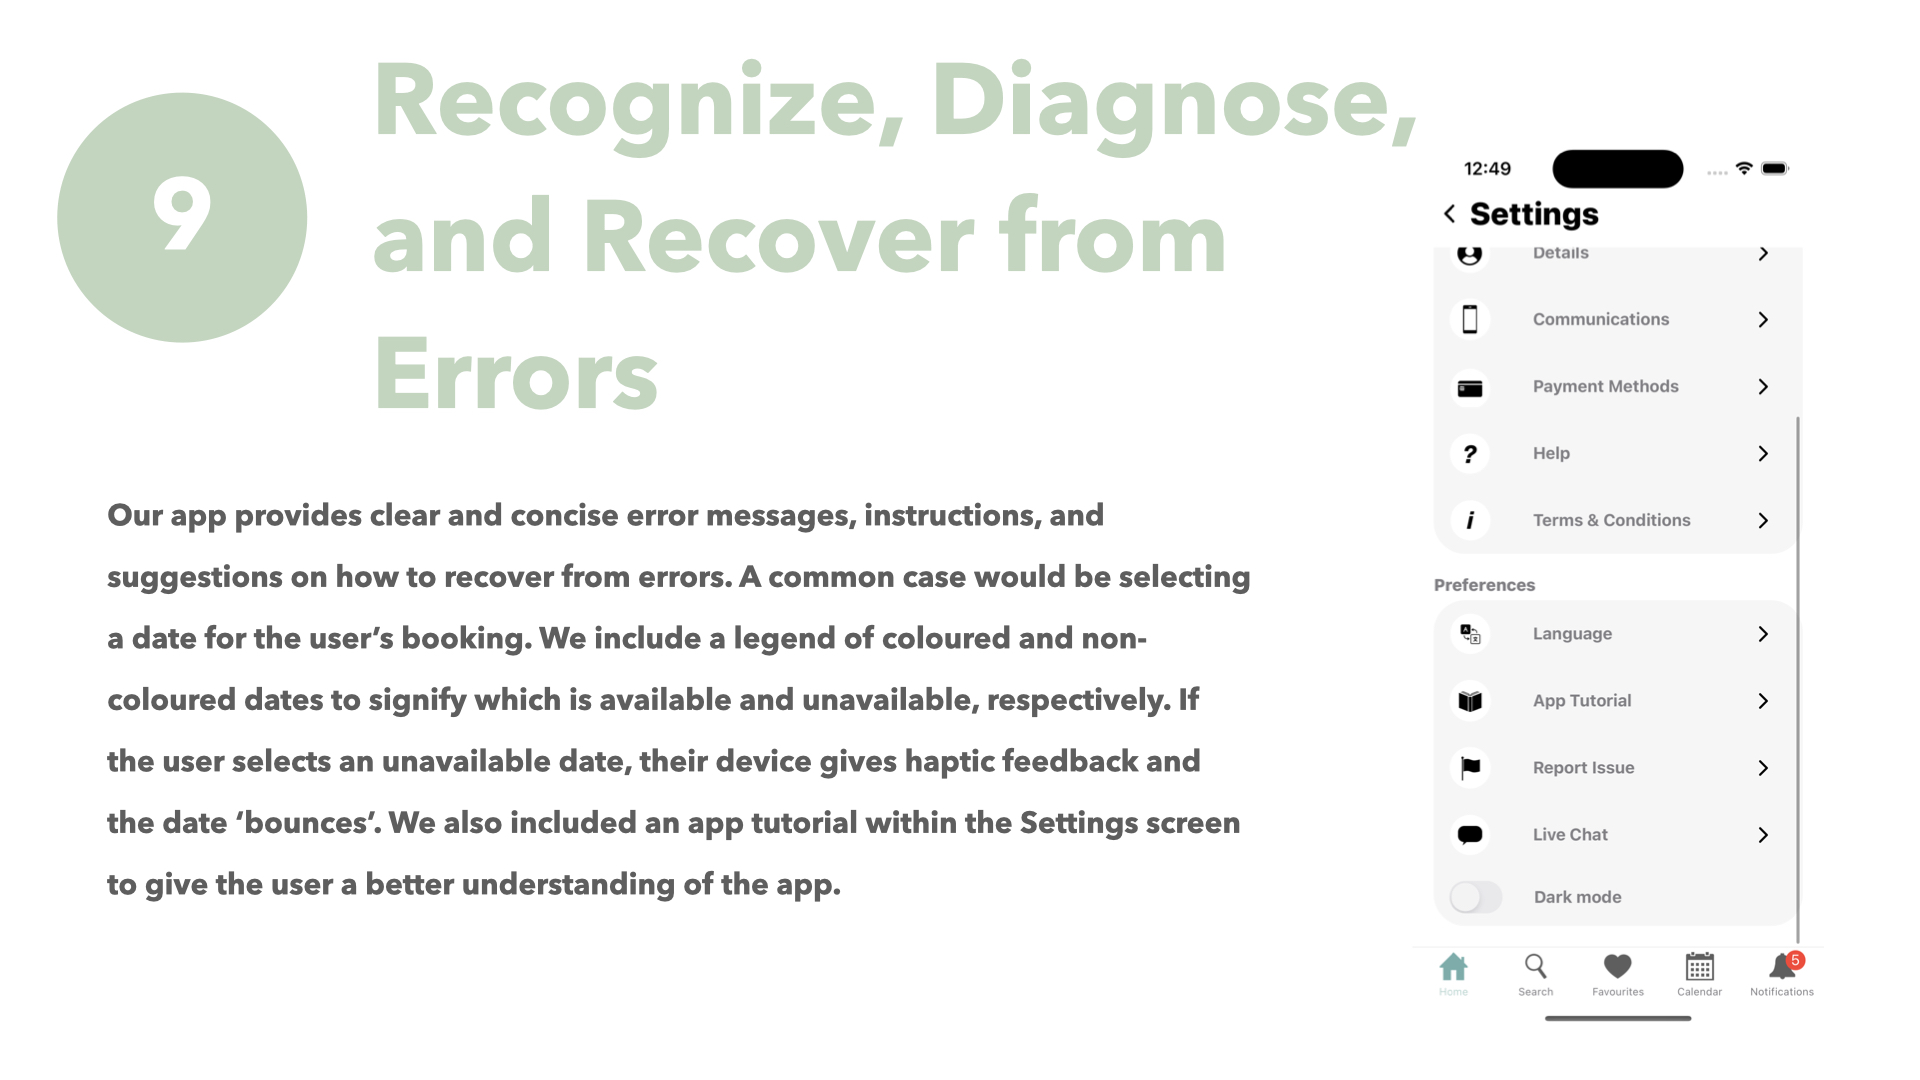 9
Recognize, Diagnose,
and Recover from
Errors
Our app provides clear and concise error messages, instructions, and
suggestions on how to recover from errors. A common case would be selecting
a date for the user’s booking. We include a legend of coloured and non-
coloured dates to signify which is available and unavailable, respectively. If
the user selects an unavailable date, their device gives haptic feedback and
the date ‘bounces’. We also included an app tutorial within the Settings screen
to give the user a better understanding of the app.
12:49
Settings
Details
Communications
Payment Methods
? Help
i Terms & Conditions
Preferences
Language
App Tutorial
Report Issue
Live Chat
Dark mode
5
Home Search Favourites Calendar Notifications